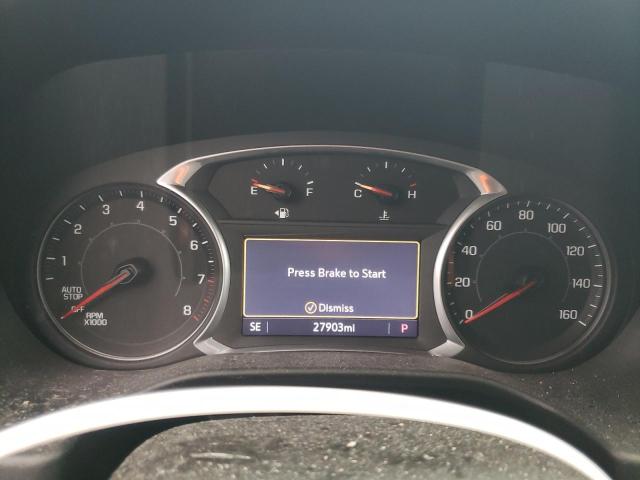 E F
C H
1 2 3 4 5 6 7 8
AUTO
STOP
OFF
RPM
X1000
Press Brake to Start
Dismiss
SE 27903mi P
0 20 40 60 80 100 120 140 160